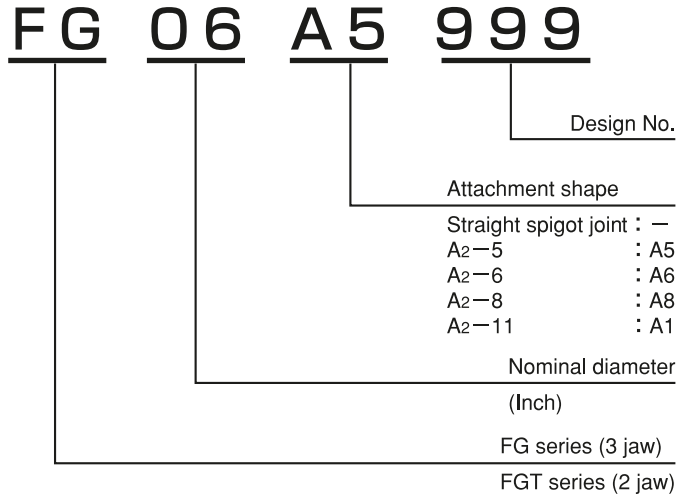 FG 06 A5 999
Design No.
Attachment shape
Straight spigot joint : —
A2—5 : A5
A2—6 : A6
A2—8 : A8
A2—11 : A1
Nominal diameter
(Inch)
FG series (3 jaw)
FGT series (2 jaw)